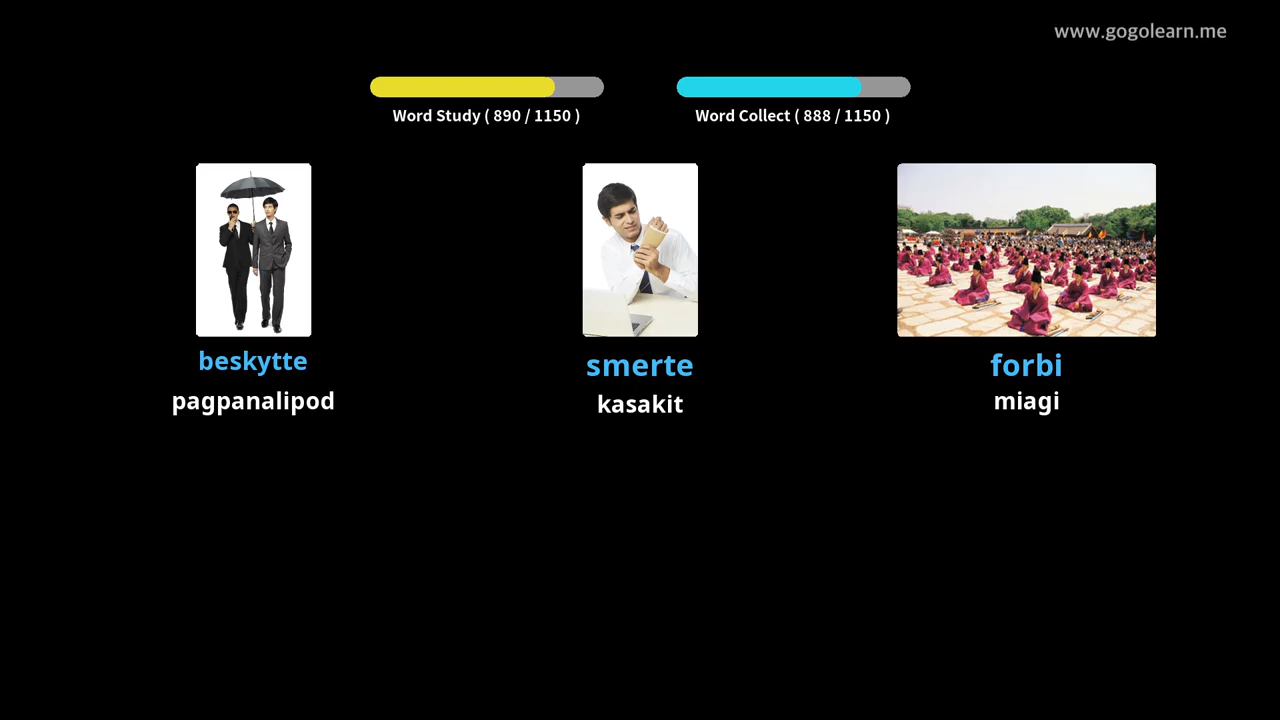 www.gogolearn.me
Word Study ( 890 / 1150 )
Word Collect ( 888 / 1150 )
beskytte
pagpanalipod
smerte
kasakit
forbi
miagi